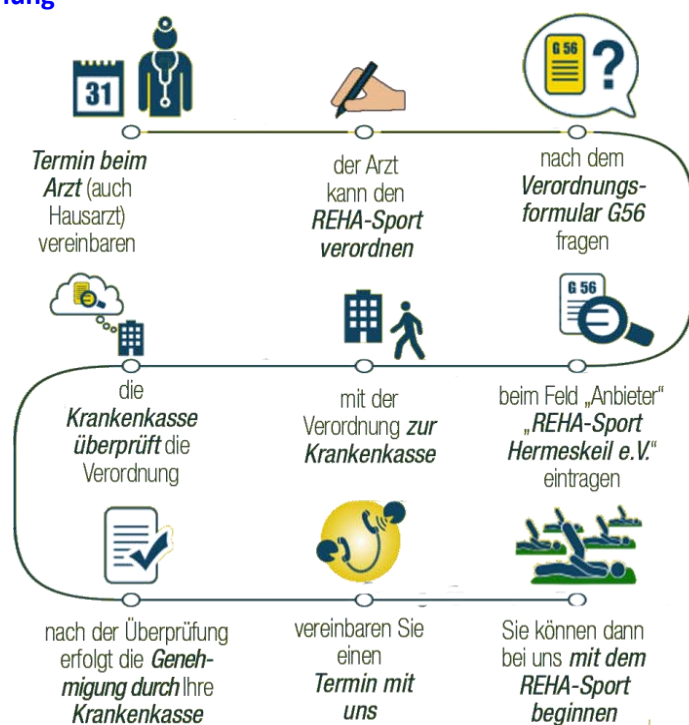 31
G 56
?
Termin beim
Arzt (auch
Hausarzt)
vereinbaren
der Arzt
kann den
REHA-Sport
verordnen
nach dem
Verordnungs-
formular G56
fragen
G 56
beim Feld „Anbieter“
„REHA-Sport
Hermeskeil e.V.“
eintragen
mit der
Verordnung zur
Krankenkasse
die
Krankenkasse
überprüft die
Verordnung
nach der Überprüfung
erfolgt die Geneh-
migung durch Ihre
Krankenkasse
vereinbaren Sie
einen
Termin mit
uns
Sie können dann
bei uns mit dem
REHA-Sport
beginnen